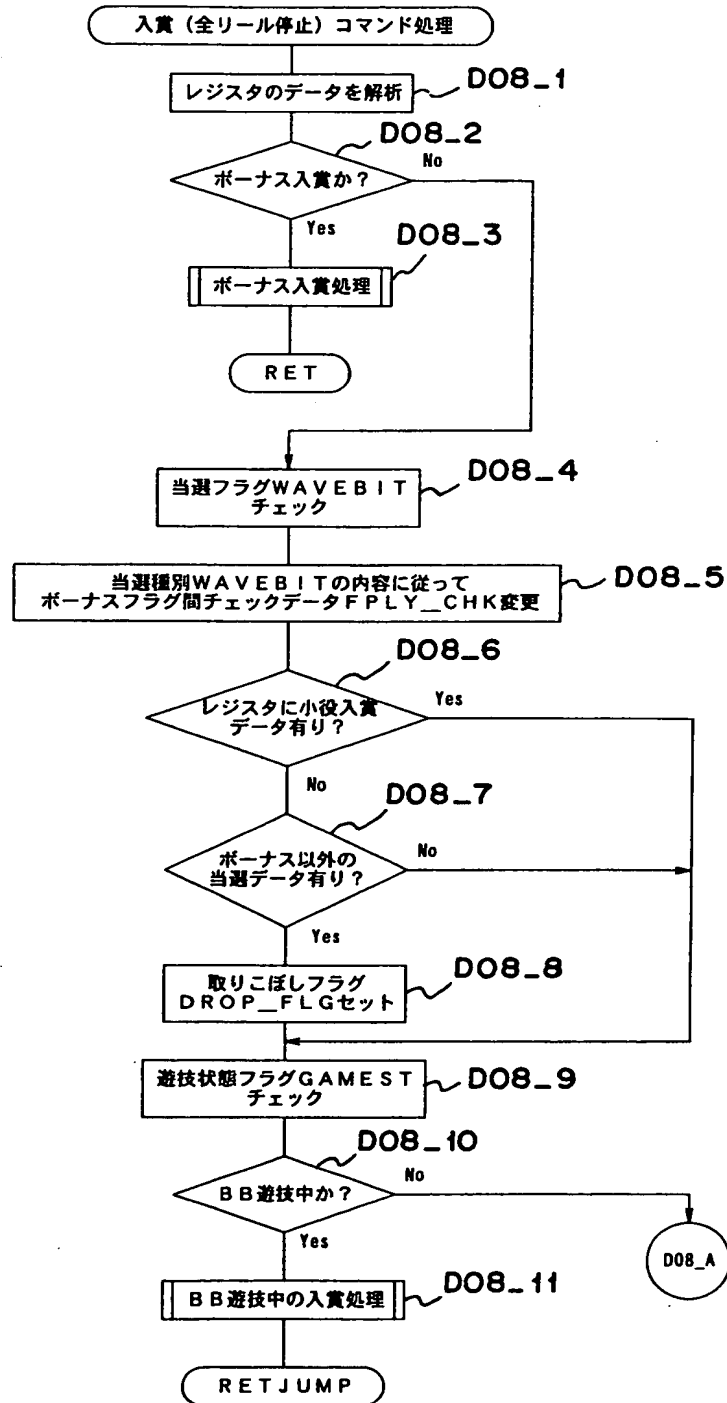 入賞（全リール停止）コマンド処理
レジスタのデータを解析
D08_1
D08_2
ボーナス入賞か？
No
Yes
D08_3
ボーナス入賞処理
RET
D08_4
当選フラグWAVEBIT
チェック
当選種別WAVEBITの内容に従って
ボーナスフラグ間チェックデータFPLY__CHK変更
D08_5
D08_6
レジスタに小役入賞
データ有り？
Yes
No
D08_7
ボーナス以外の
当選データ有り？
No
Yes
D08_8
取りこぼしフラグ
DROP__FLGセット
遊技状態フラグGAMEST
チェック
D08_9
D08_10
BB遊技中か？
No
Yes
D08_A
D08_11
BB遊技中の入賞処理
RETJUMP